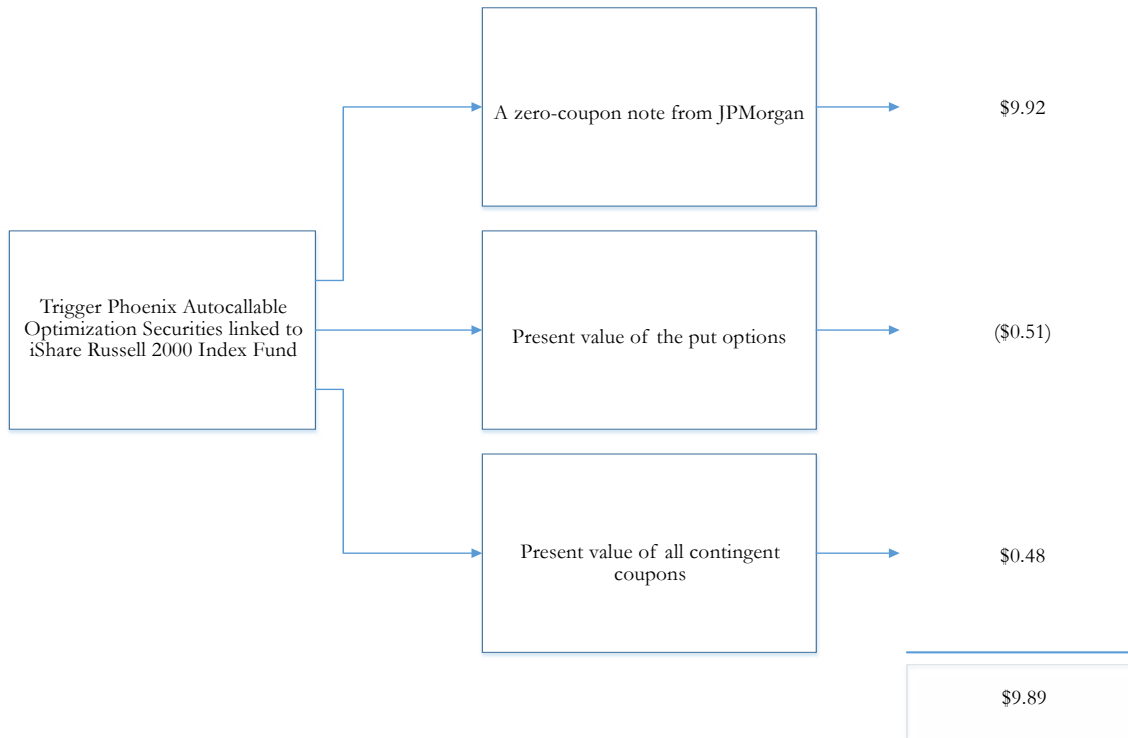 A zero-coupon note from JPMorgan
$9.92
Trigger Phoenix Autocallable
Optimization Securities linked to
iShare Russell 2000 Index Fund
Present value of the put options
($0.51)
Present value of all contingent
coupons
$0.48
$9.89